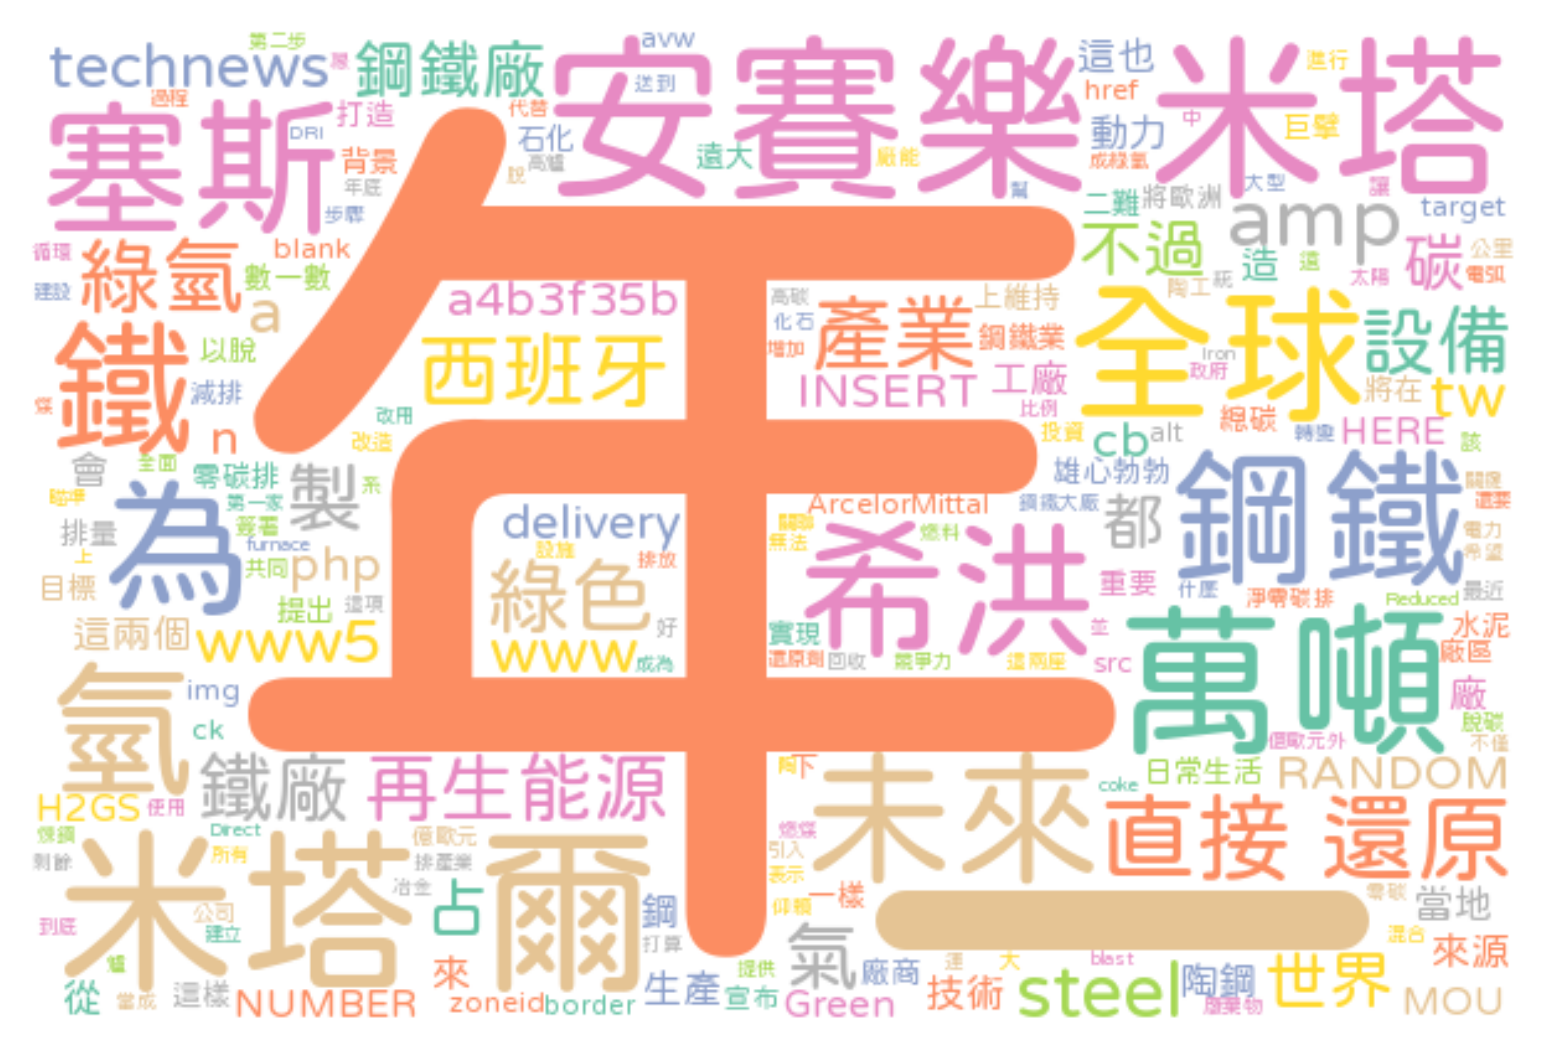 technews
第二步
鋼鐵廠
安賽樂
avw
送到
這也
href
米塔
進行
過程
塞斯
DRI
打造
代替
石化
高爐
遠大
廠能
動力
成綠氫
中
巨擘
背景
年底
步驟
脫
幫
二難
將歐洲
大型
讓
target
amp
循環
綠氫
blank
數一數
年
不過
造
這
碳
公里
電弧
太陽
建設
a
a4b3f35b
高碳
化石
增加
產業
上維持
鋼鐵業
陶工
統
全球
設備
鐵
以脫
減排
西班牙
INSERT
工廠
比例
Iron
政府
將在
tw
煤
n
改用
改造
投資
cb
alt
總碳
轉變
HERE
該
會
全面
零碳排
第一家
製
系
雄心勃勃
瞄準
為
簽署
furnace
delivery
ArcelorMittal
鋼鐵大廠
都
鋼鐵
還要
電力
希望
排量
上
共同
php
設施
排放
無法
燃料
希洪
重要
什麼
淨零碳排
Reduced
最近
目標
提出
這項
綠色
好
實現
並
萬噸
水泥
廠區
這兩個
www5
www
成為
還原劑
回收
競爭力
這兩座
src
廠
氫
img
ck
脫碳
億歐元外
不僅
鐵廠
再生能源
下
未來
coke
日常生活
RANDOM
H2GS
使用
煉鋼
Direct
億歐元
燃煤
引入
直接 還原
剩餘
米塔爾
所有
排產業
冶金
表示
占
鋼
一樣
仰賴
一
零碳
當地
到底
公司
建立
打算
氣
混合
來源
爐
從
當成
這樣
NUMBER
來
zoneid
border
生產
提供
宣布
廠商
Green
運
大
技術
blast
steel
陶鋼
廢棄物
世界
MOU